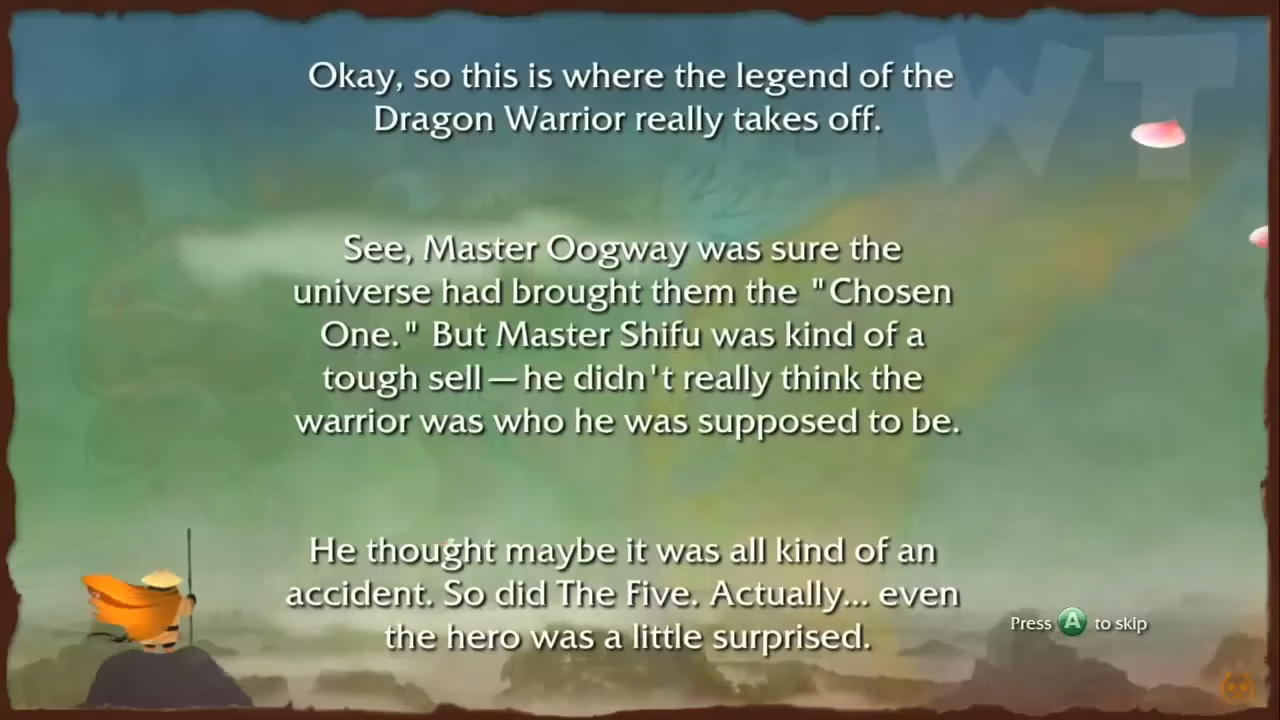 WT
Okay, so this is where the legend of the
Dragon Warrior really takes off.
See, Master Oogway was sure the
universe had brought them the "Chosen
One." But Master Shifu was kind of a
tough sell—he didn't really think the
warrior was who he was supposed to be.
He thought maybe it was all kind of an
accident. So did The Five. Actually... even
the hero was a little surprised.
Press A to skip